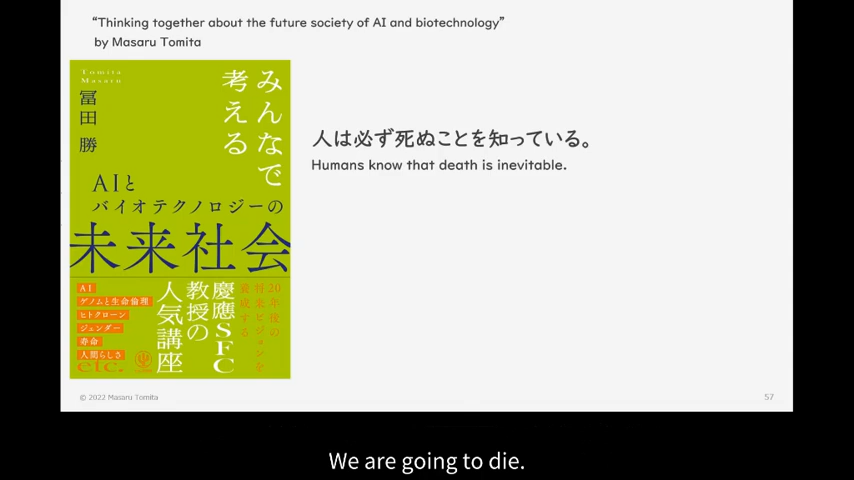 “Thinking together about the future society of AI and biotechnology”
by Masaru Tomita
Tomita
Masaru
冨田 勝
みんなで
考える
AIと
バイオテクノロジーの
未来社会
AI
ゲノムと生命倫理
ヒトクローン
ジェンダー
寿命
人間らしさ
etc.
20年後の
将来ビジョンを
養成する
慶應SFC
教授の
人気講座
人は必ず死ぬことを知っている。
Humans know that death is inevitable.
© 2022 Masaru Tomita
57
We are going to die.